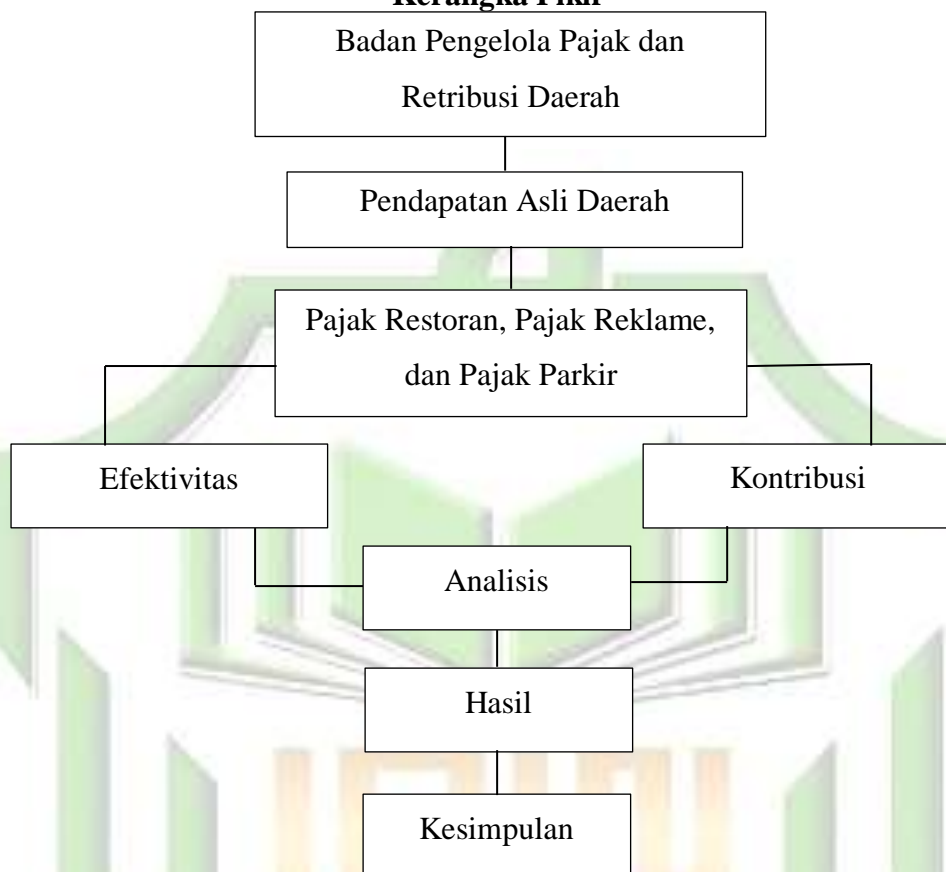 Kerangka Pikir
Badan Pengelola Pajak dan
Retribusi Daerah
Pendapatan Asli Daerah
Pajak Restoran, Pajak Reklame,
dan Pajak Parkir
Efektivitas
Kontribusi
Analisis
Hasil
Kesimpulan